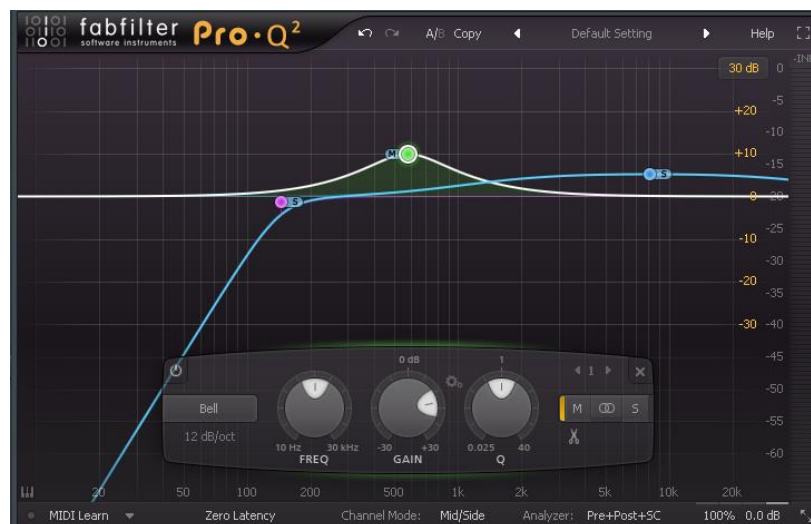 fabfilter
software instruments
Pro·Q²
A/B Copy
Default Setting
Help
-INF
30 dB 0
-5
+20
-10
+10
-15
M
S
S
0 -20
-25
-10
-30
-20 -35
-30 -40
-45
-50
-55
-60
0 dB
1
1
Bell
12 dB/oct
10 Hz 30 kHz
FREQ
-30 +30
GAIN
0.025 40
Q
M S
20 50 100 200 500 1k 2k 5k 10k 20k
MIDI Learn
Zero Latency
Channel Mode: Mid/Side
Analyzer: Pre+Post+SC
100% 0.0 dB